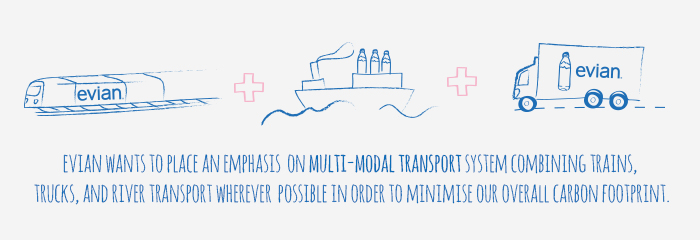 evian
evian.
EVIAN WANTS TO PLACE AN EMPHASIS ON MULTI-MODAL TRANSPORT SYSTEM COMBINING TRAINS,
TRUCKS, AND RIVER TRANSPORT WHEREVER POSSIBLE IN ORDER TO MINIMISE OUR OVERALL CARBON FOOTPRINT.